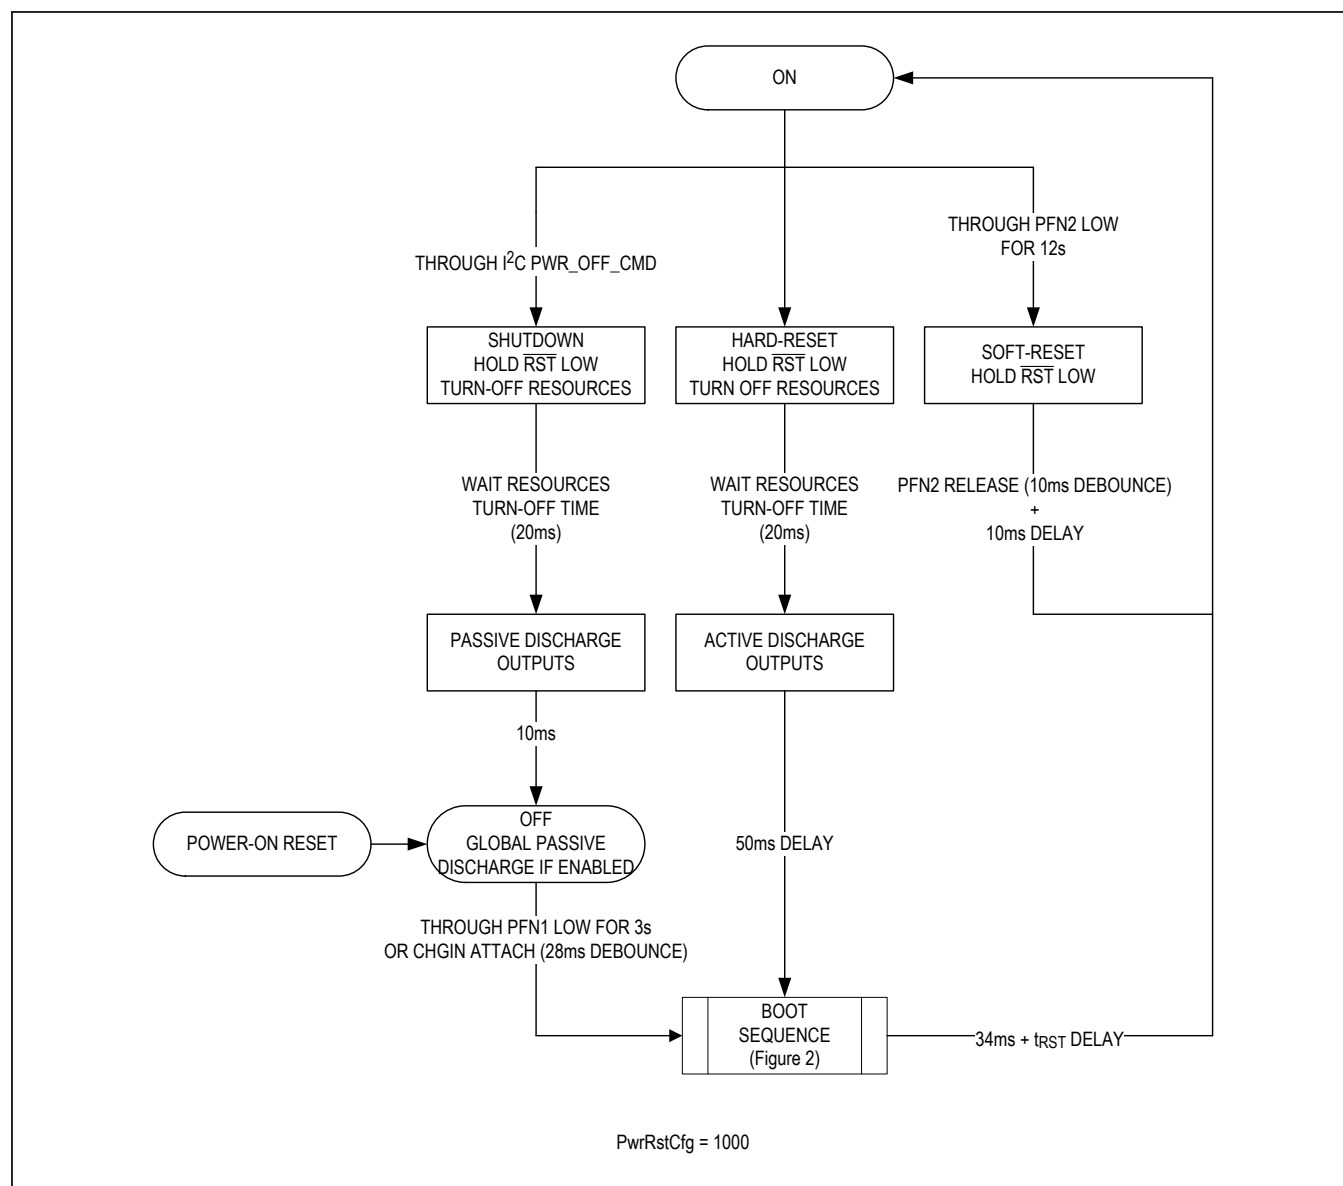 ON
THROUGH PFN2 LOW
FOR 12s
THROUGH I²C PWR_OFF_CMD
SHUTDOWN
HOLD R̅S̅T̅ LOW
TURN-OFF RESOURCES
HARD-RESET
HOLD R̅S̅T̅ LOW
TURN OFF RESOURCES
SOFT-RESET
HOLD R̅S̅T̅ LOW
WAIT RESOURCES
TURN-OFF TIME
(20ms)
WAIT RESOURCES
TURN-OFF TIME
(20ms)
PFN2 RELEASE (10ms DEBOUNCE)
+
10ms DELAY
PASSIVE DISCHARGE
OUTPUTS
ACTIVE DISCHARGE
OUTPUTS
10ms
POWER-ON RESET
OFF
GLOBAL PASSIVE
DISCHARGE IF ENABLED
50ms DELAY
THROUGH PFN1 LOW FOR 3s
OR CHGIN ATTACH (28ms DEBOUNCE)
BOOT
SEQUENCE
(Figure 2)
34ms + tRST DELAY
PwrRstCfg = 1000